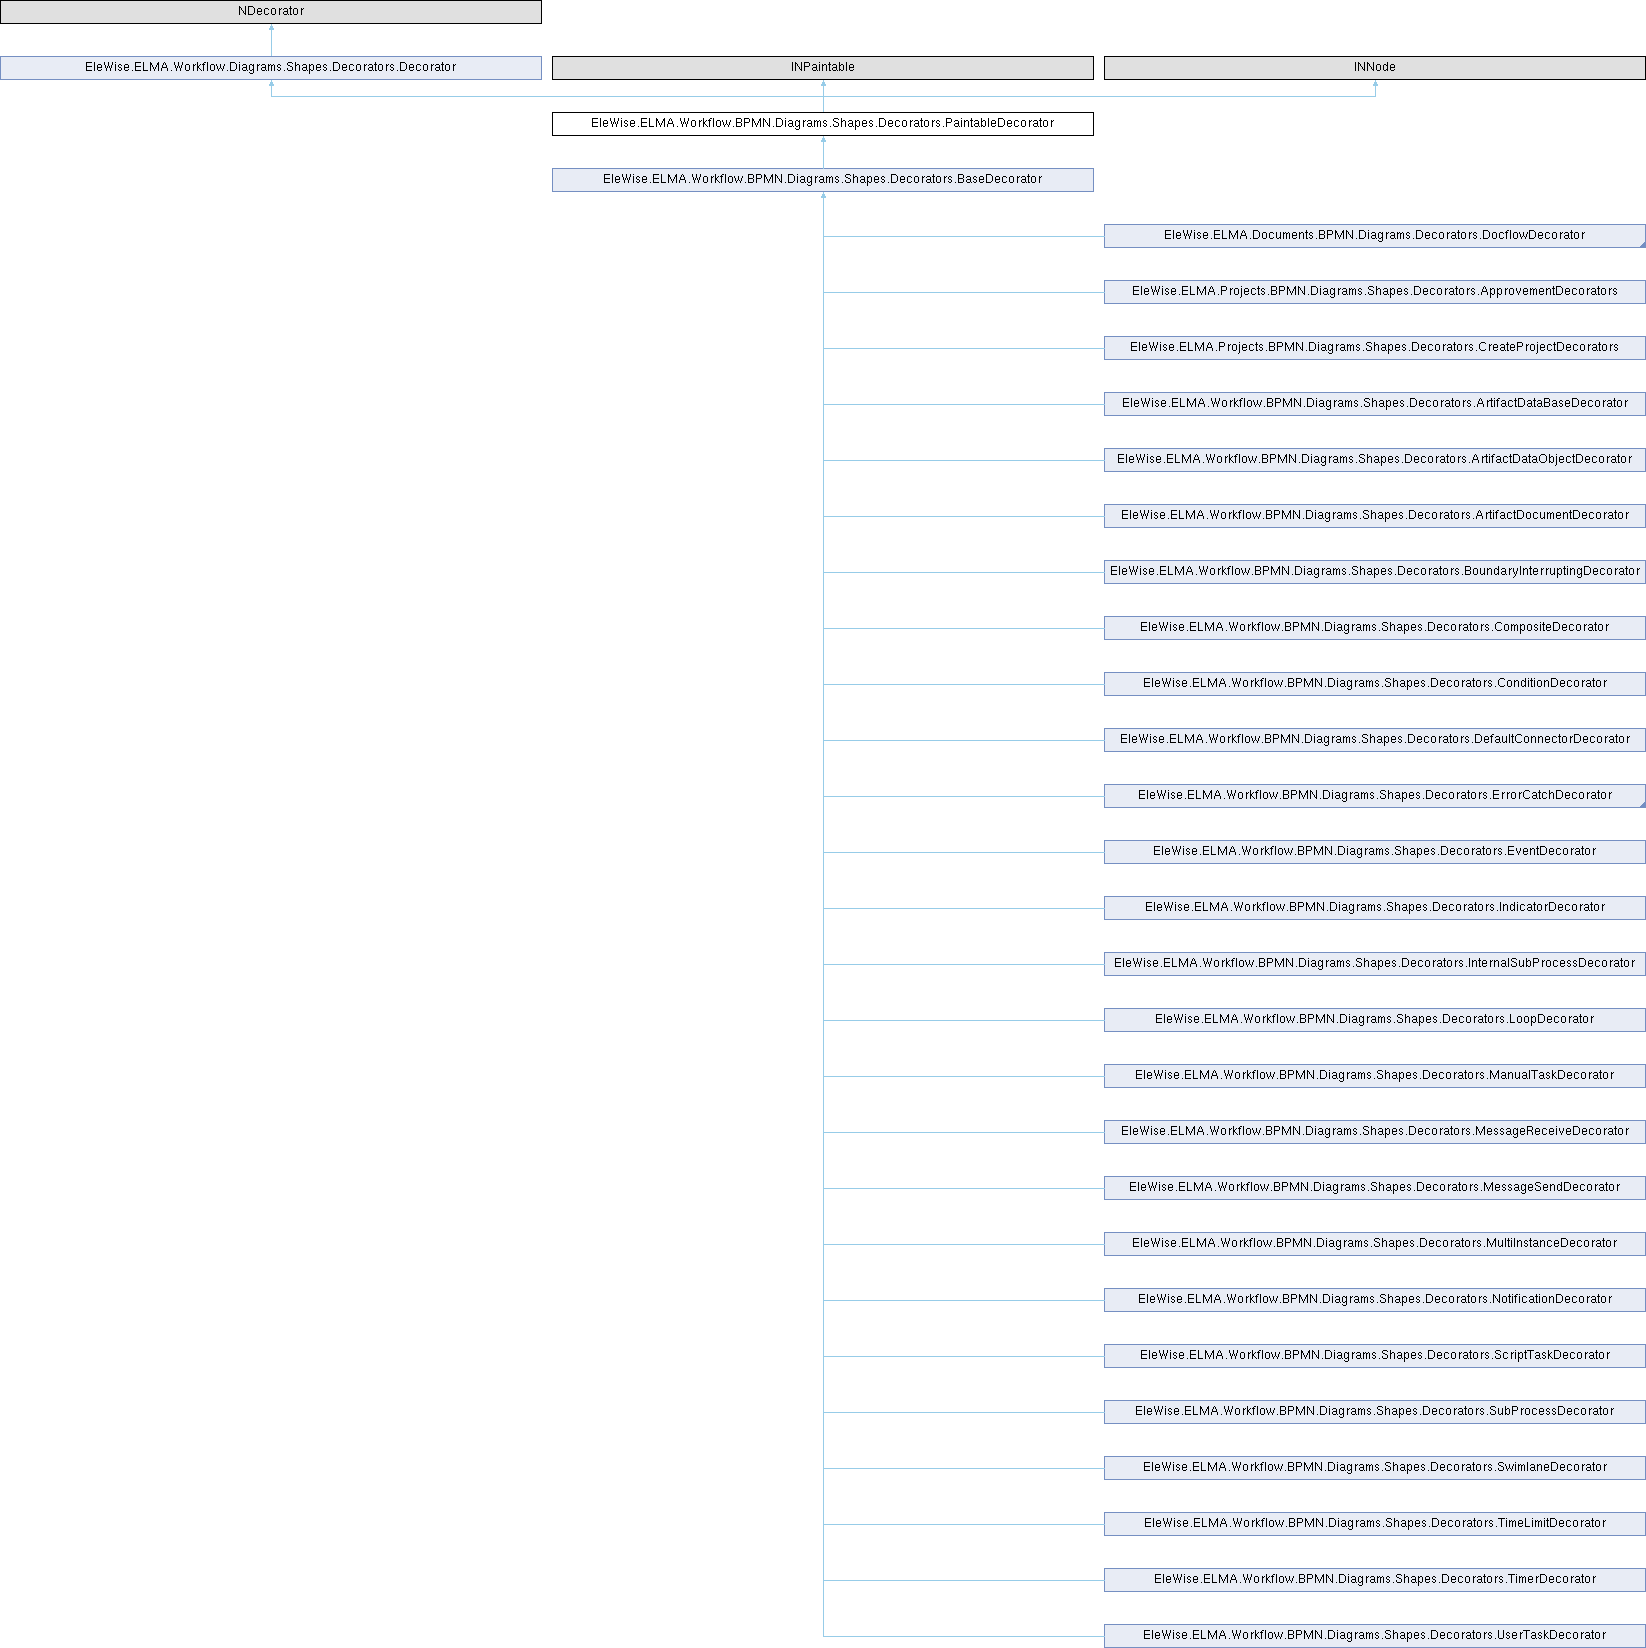 NDecorator
EleWise.ELMA.Workflow.Diagrams.Shapes.Decorators.Decorator
INPaintable
INNode
EleWise.ELMA.Workflow.BPMN.Diagrams.Shapes.Decorators.PaintableDecorator
EleWise.ELMA.Workflow.BPMN.Diagrams.Shapes.Decorators.BaseDecorator
EleWise.ELMA.Documents.BPMN.Diagrams.Decorators.DocflowDecorator
EleWise.ELMA.Projects.BPMN.Diagrams.Shapes.Decorators.ApprovementDecorators
EleWise.ELMA.Projects.BPMN.Diagrams.Shapes.Decorators.CreateProjectDecorators
EleWise.ELMA.Workflow.BPMN.Diagrams.Shapes.Decorators.ArtifactDataBaseDecorator
EleWise.ELMA.Workflow.BPMN.Diagrams.Shapes.Decorators.ArtifactDataObjectDecorator
EleWise.ELMA.Workflow.BPMN.Diagrams.Shapes.Decorators.ArtifactDocumentDecorator
EleWise.ELMA.Workflow.BPMN.Diagrams.Shapes.Decorators.BoundaryInterruptingDecorator
EleWise.ELMA.Workflow.BPMN.Diagrams.Shapes.Decorators.CompositeDecorator
EleWise.ELMA.Workflow.BPMN.Diagrams.Shapes.Decorators.ConditionDecorator
EleWise.ELMA.Workflow.BPMN.Diagrams.Shapes.Decorators.DefaultConnectorDecorator
EleWise.ELMA.Workflow.BPMN.Diagrams.Shapes.Decorators.ErrorCatchDecorator
EleWise.ELMA.Workflow.BPMN.Diagrams.Shapes.Decorators.EventDecorator
EleWise.ELMA.Workflow.BPMN.Diagrams.Shapes.Decorators.IndicatorDecorator
EleWise.ELMA.Workflow.BPMN.Diagrams.Shapes.Decorators.InternalSubProcessDecorator
EleWise.ELMA.Workflow.BPMN.Diagrams.Shapes.Decorators.LoopDecorator
EleWise.ELMA.Workflow.BPMN.Diagrams.Shapes.Decorators.ManualTaskDecorator
EleWise.ELMA.Workflow.BPMN.Diagrams.Shapes.Decorators.MessageReceiveDecorator
EleWise.ELMA.Workflow.BPMN.Diagrams.Shapes.Decorators.MessageSendDecorator
EleWise.ELMA.Workflow.BPMN.Diagrams.Shapes.Decorators.MultiInstanceDecorator
EleWise.ELMA.Workflow.BPMN.Diagrams.Shapes.Decorators.NotificationDecorator
EleWise.ELMA.Workflow.BPMN.Diagrams.Shapes.Decorators.ScriptTaskDecorator
EleWise.ELMA.Workflow.BPMN.Diagrams.Shapes.Decorators.SubProcessDecorator
EleWise.ELMA.Workflow.BPMN.Diagrams.Shapes.Decorators.SwimlaneDecorator
EleWise.ELMA.Workflow.BPMN.Diagrams.Shapes.Decorators.TimeLimitDecorator
EleWise.ELMA.Workflow.BPMN.Diagrams.Shapes.Decorators.TimerDecorator
EleWise.ELMA.Workflow.BPMN.Diagrams.Shapes.Decorators.UserTaskDecorator